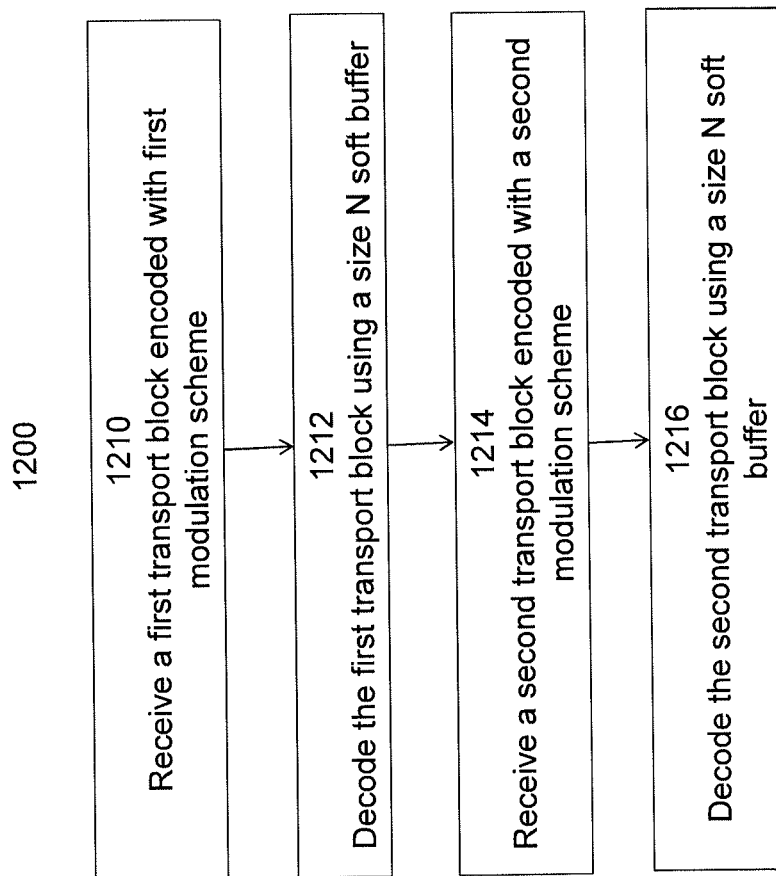 1200
1210
Receive a first transport block encoded with first
modulation scheme
1212
Decode the first transport block using a size N soft buffer
1214
Receive a second transport block encoded with a second
modulation scheme
1216
Decode the second transport block using a size N soft
buffer